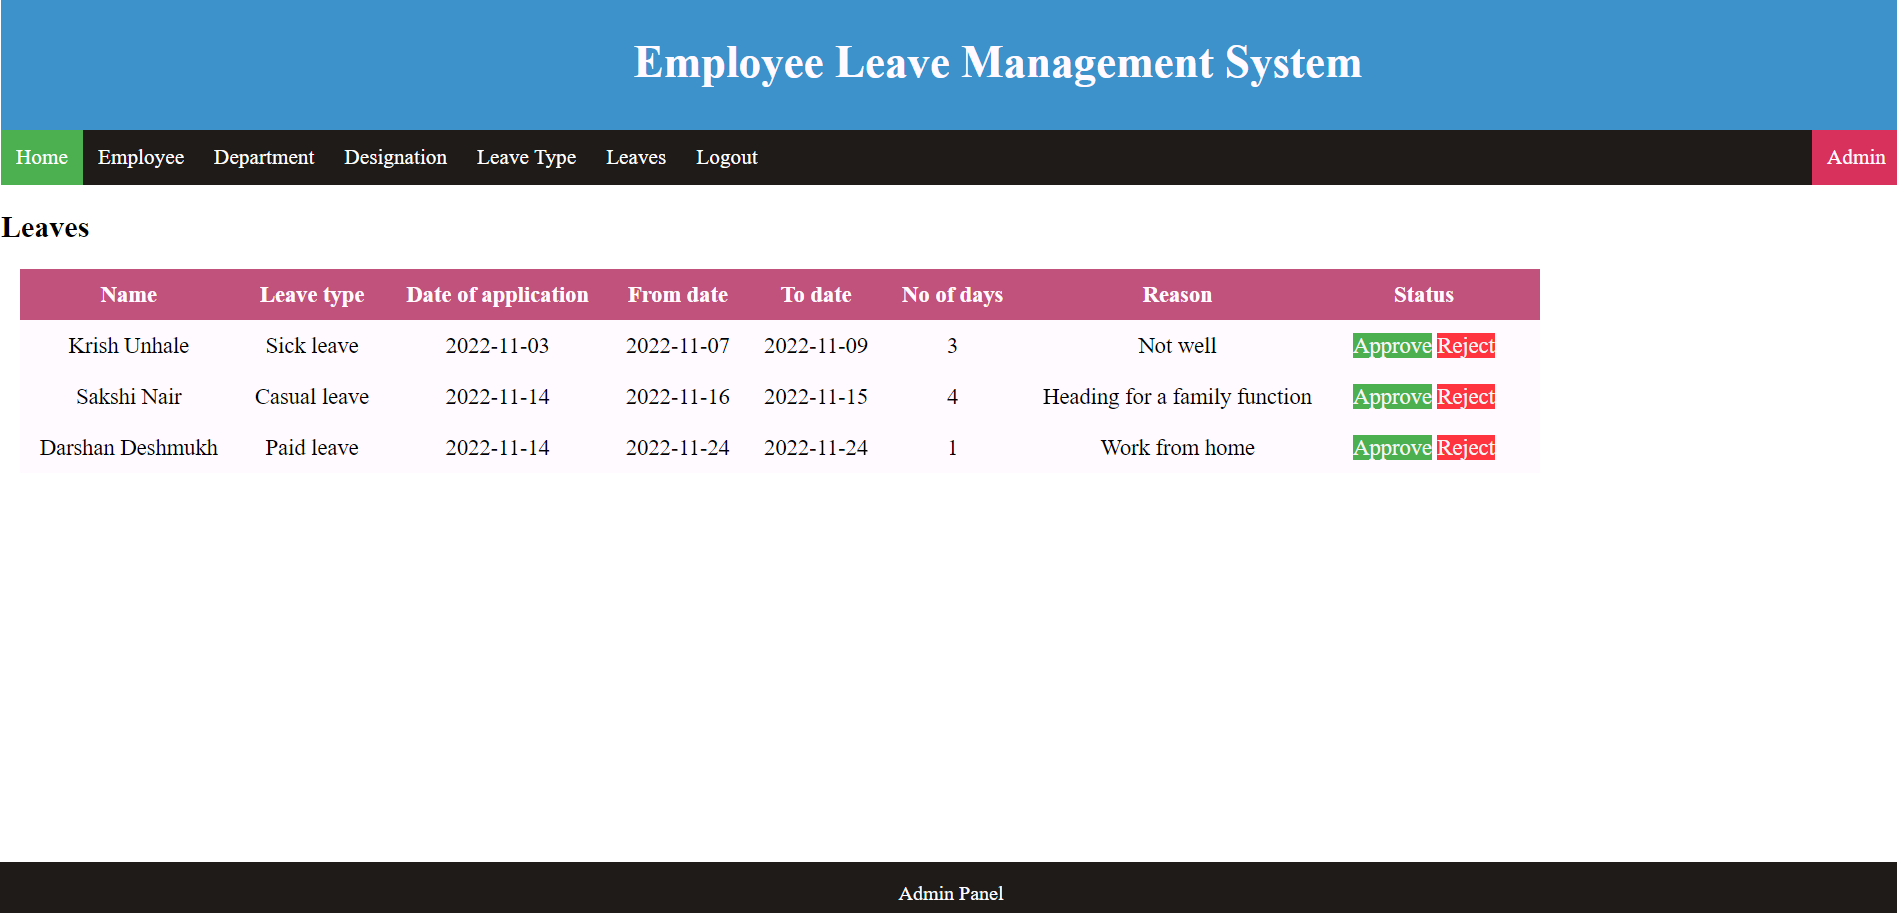 Employee Leave Management System
Home Employee Department Designation Leave Type Leaves Logout Admin
Leaves
Name Leave type Date of application From date To date No of days Reason Status
Krish Unhale Sick leave 2022-11-03 2022-11-07 2022-11-09 3 Not well Approve Reject
Sakshi Nair Casual leave 2022-11-14 2022-11-16 2022-11-15 4 Heading for a family function Approve Reject
Darshan Deshmukh Paid leave 2022-11-14 2022-11-24 2022-11-24 1 Work from home Approve Reject
Admin Panel